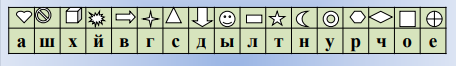 а ш х й в г с д ы л т н у р ч о е